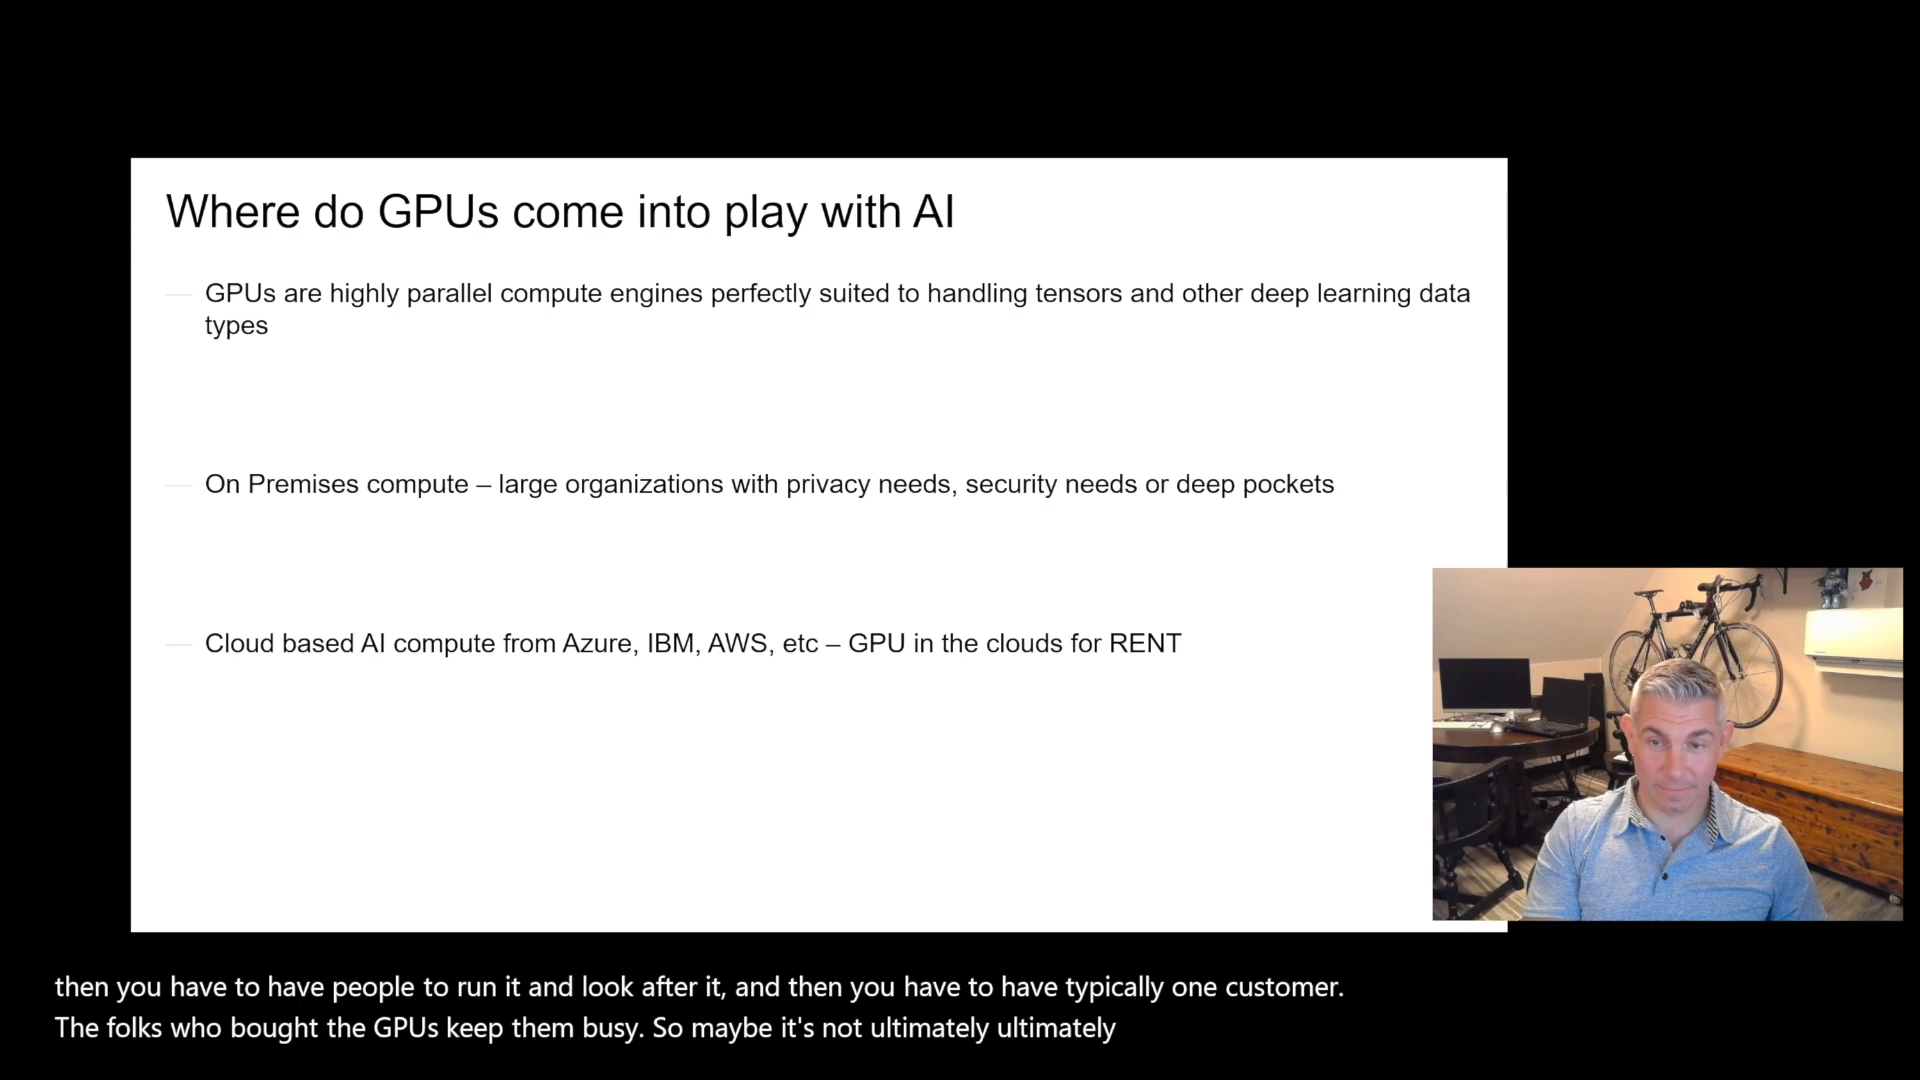 Where do GPUs come into play with AI
GPUs are highly parallel compute engines perfectly suited to handling tensors and other deep learning data
types
On Premises compute – large organizations with privacy needs, security needs or deep pockets
Cloud based AI compute from Azure, IBM, AWS, etc – GPU in the clouds for RENT
then you have to have people to run it and look after it, and then you have to have typically one customer.
The folks who bought the GPUs keep them busy. So maybe it's not ultimately ultimately